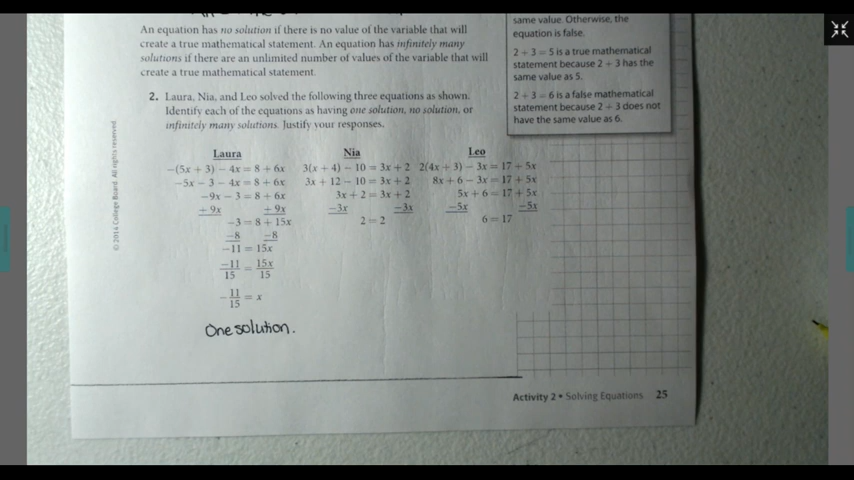 An equation has no solution if there is no value of the variable that will
create a true mathematical statement. An equation has infinitely many
solutions if there are an unlimited number of values of the variable that will
create a true mathematical statement.
2. Laura, Nia, and Leo solved the following three equations as shown.
Identify each of the equations as having one solution, no solution, or
infinitely many solutions. Justify your responses.
Laura
−(5x + 3) − 4x = 8 + 6x
−5x − 3 − 4x = 8 + 6x
−9x − 3 = 8 + 6x
+ 9x + 9x
−3 = 8 + 15x
−8 −8
−11 = 15x
−11/15 = 15x/15
−11/15 = x
One solution.
Nia
3(x + 4) − 10 = 3x + 2
3x + 12 − 10 = 3x + 2
3x + 2 = 3x + 2
−3x −3x
2 = 2
Leo
2(4x + 3) − 3x = 17 + 5x
8x + 6 − 3x = 17 + 5x
5x + 6 = 17 + 5x
−5x −5x
6 = 17
same value. Otherwise, the
equation is false.
2 + 3 = 5 is a true mathematical
statement because 2 + 3 has the
same value as 5.
2 + 3 = 6 is a false mathematical
statement because 2 + 3 does not
have the same value as 6.
© 2014 College Board. All rights reserved.
Activity 2 • Solving Equations 25